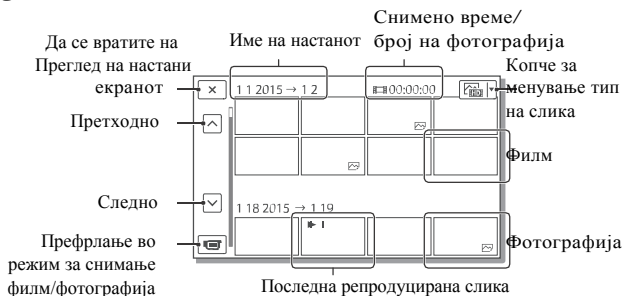 Снимено време/
број на фотографија
Да се вратите на
Преглед на настани
екранот
Име на настанот
Копче за
менување тип
на слика
1 1 2015 → 1 2
00:00:00
Претходно
Филм
Следно
1 18 2015 → 1 19
Префрлање во
режим за снимање
филм/фотографија
Фотографија
Последна репродуцирана слика